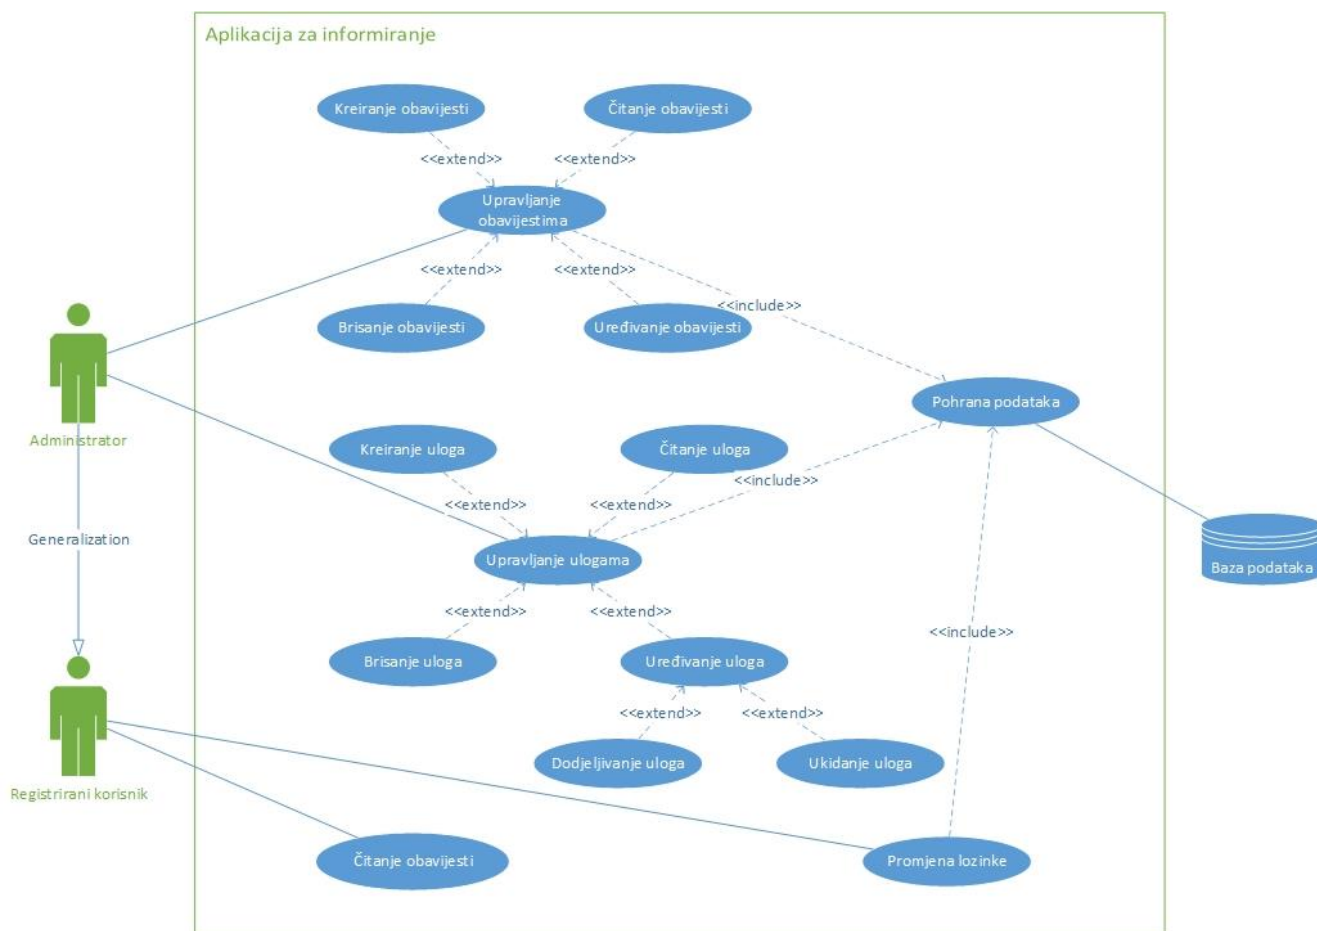 Aplikacija za informiranje
Kreiranje obavijesti
Čitanje obavijesti
<<extend>>
<<extend>>
Upravljanje
obavijestima
<<extend>>
<<extend>>
<<include>>
Brisanje obavijesti
Uređivanje obavijesti
Pohrana podataka
Administrator
Kreiranje uloga
Čitanje uloga
<<include>>
<<extend>>
<<extend>>
Generalization
Upravljanje ulogama
Baza podataka
<<extend>>
<<extend>>
<<include>>
Brisanje uloga
Uređivanje uloga
<<extend>>
<<extend>>
Dodjeljivanje uloga
Ukidanje uloga
Registrirani korisnik
Čitanje obavijesti
Promjena lozinke